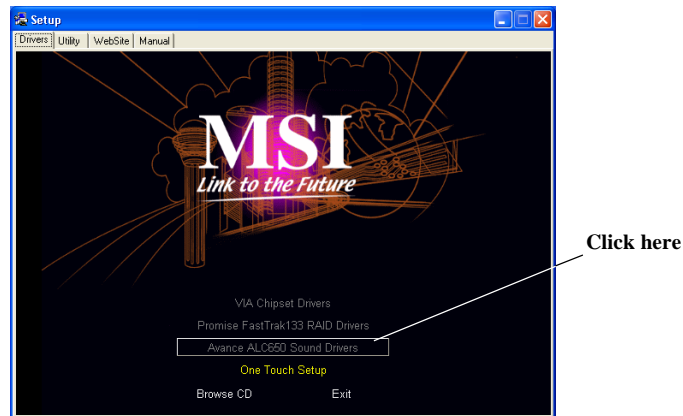 Setup
Drivers Utility WebSite Manual
MSI
Link to the Future
Click here
VIA Chipset Drivers
Promise FastTrak133 RAID Drivers
Avance ALC650 Sound Drivers
One Touch Setup
Browse CD Exit